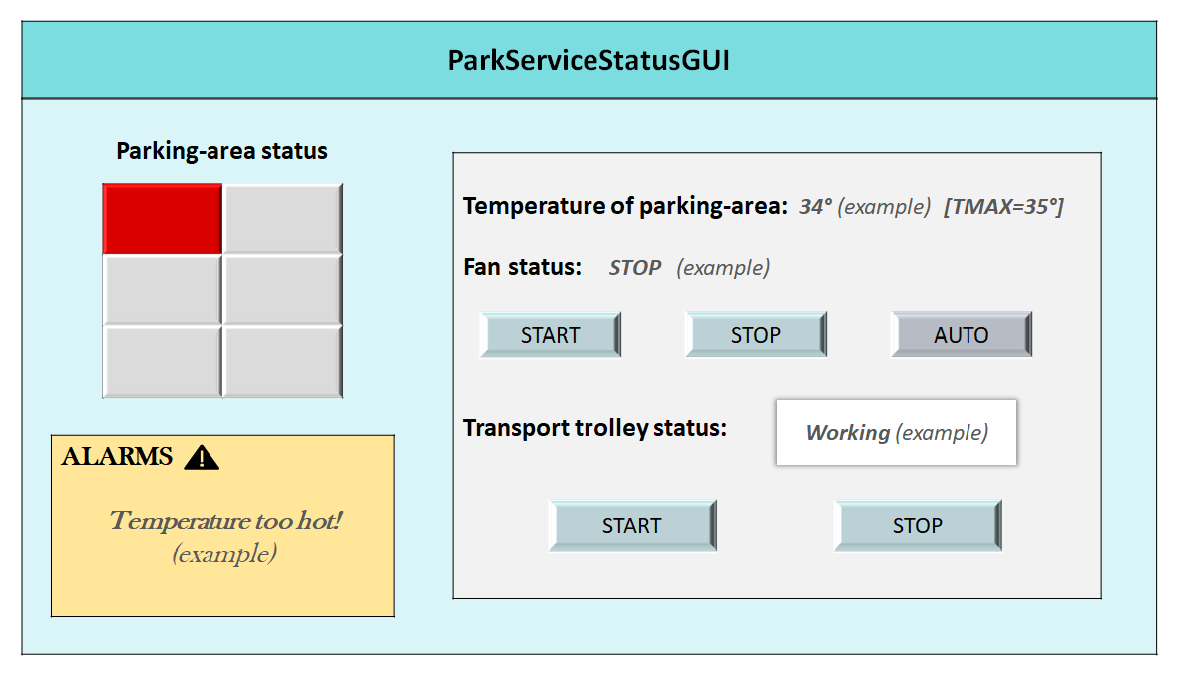 ParkServiceStatusGUI
Parking-area status
ALARMS
Temperature too hot!
(example)
Temperature of parking-area: 34° (example) [TMAX=35°]
Fan status: STOP (example)
START STOP AUTO
Transport trolley status: Working (example)
START STOP